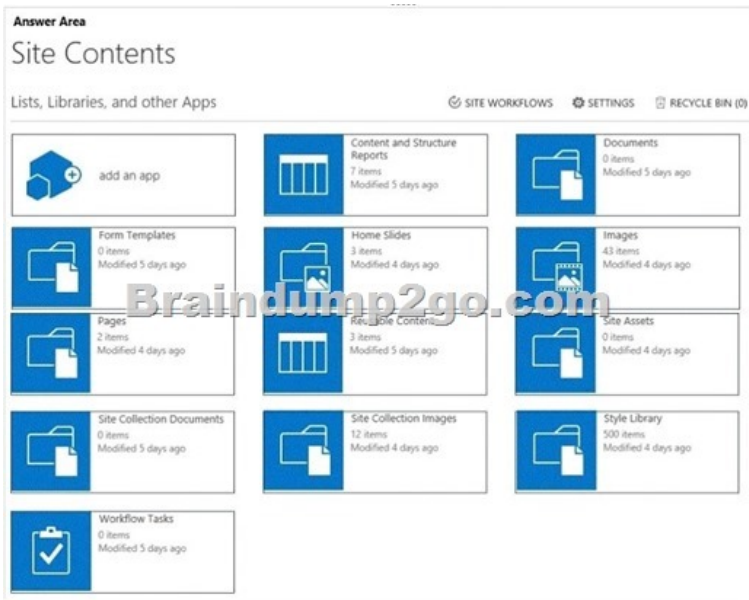 Answer Area
Site Contents
Lists, Libraries, and other Apps
SITE WORKFLOWS
SETTINGS
RECYCLE BIN (0)
add an app
Content and Structure
Reports
7 items
Modified 5 days ago
Documents
0 items
Modified 5 days ago
Form Templates
0 items
Modified 5 days ago
Home Slides
3 items
Modified 4 days ago
Images
43 items
Modified 4 days ago
Braindump2go.com
Pages
2 items
Modified 4 days ago
Reusable Content
3 items
Modified 5 days ago
Site Assets
0 items
Modified 4 days ago
Site Collection Documents
0 items
Modified 5 days ago
Site Collection Images
12 items
Modified 4 days ago
Style Library
500 items
Modified 4 days ago
Workflow Tasks
0 items
Modified 5 days ago